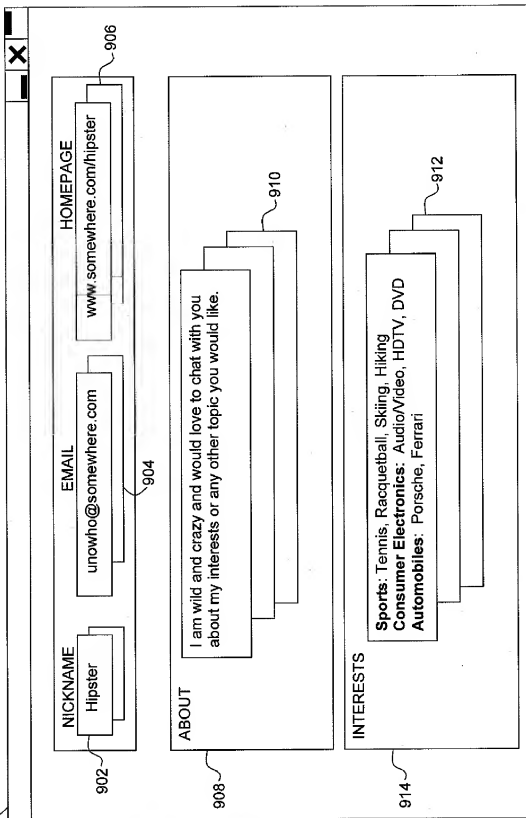 NICKNAME
EMAIL
HOMEPAGE
Hipster
unowho@somewhere.com
www.somewhere.com/hipster
902
904
906
ABOUT
I am wild and crazy and would love to chat with you
about my interests or any other topic you would like.
908
910
INTERESTS
Sports: Tennis, Racquetball, Skiing, Hiking
Consumer Electronics: Audio/Video, HDTV, DVD
Automobiles: Porsche, Ferrari
912
914